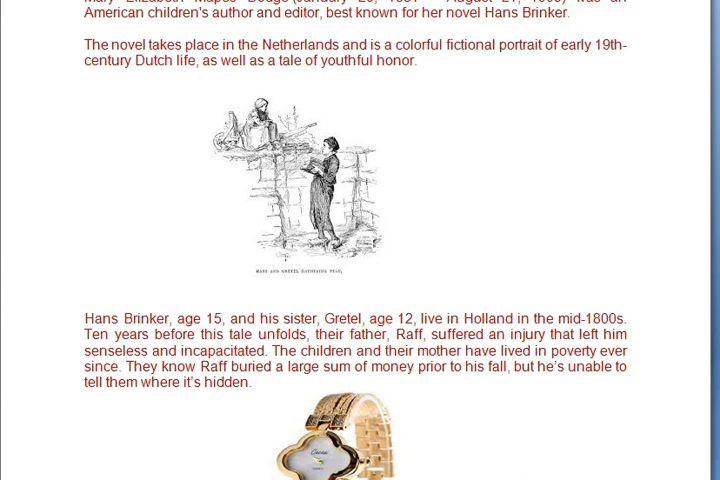 American children's author and editor, best known for her novel Hans Brinker.
The novel takes place in the Netherlands and is a colorful fictional portrait of early 19th-
century Dutch life, as well as a tale of youthful honor.
HANS AND GRETEL GATHERING PEAT.
Hans Brinker, age 15, and his sister, Gretel, age 12, live in Holland in the mid-1800s.
Ten years before this tale unfolds, their father, Raff, suffered an injury that left him
senseless and incapacitated. The children and their mother have lived in poverty ever
since. They know Raff buried a large sum of money prior to his fall, but he’s unable to
tell them where it’s hidden.